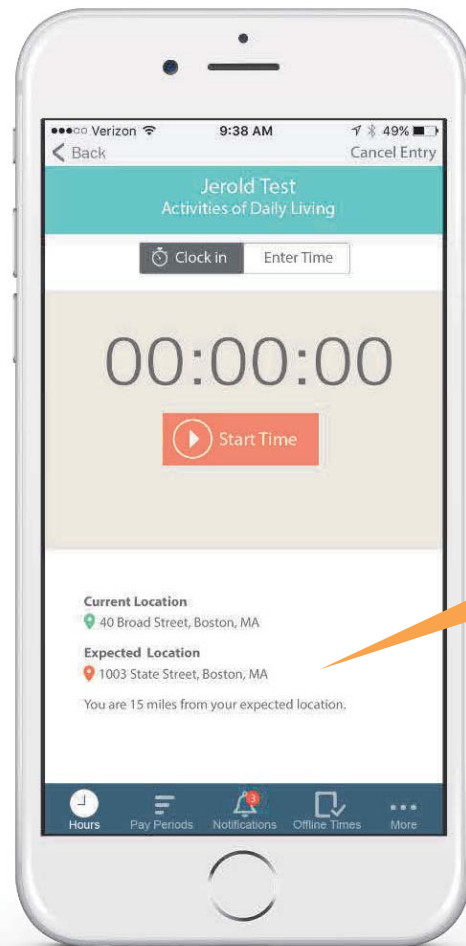 Verizon 9:38 AM 49%
Back Cancel Entry
Jerold Test
Activities of Daily Living
Clock in Enter Time
00:00:00
Start Time
Current Location
40 Broad Street, Boston, MA
Expected Location
1003 State Street, Boston, MA
You are 15 miles from your expected location.
3
Hours Pay Periods Notifications Offline Times More